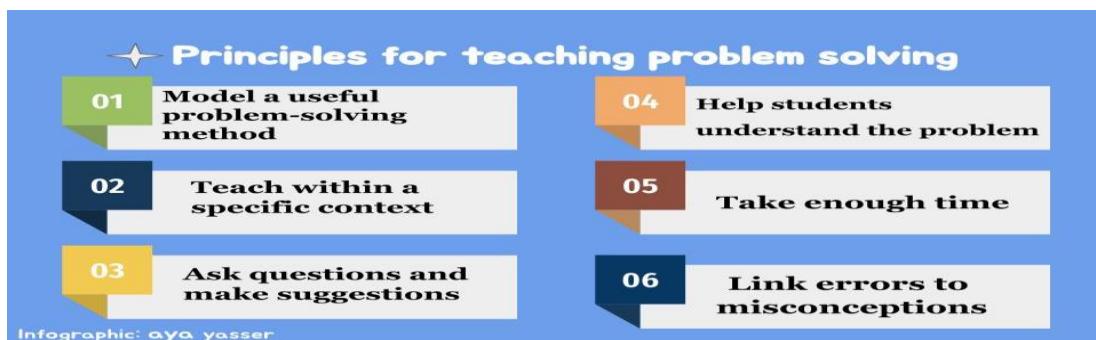 Principles for teaching problem solving
01
Model a useful
problem-solving
method
02
Teach within a
specific context
03
Ask questions and
make suggestions
04
Help students
understand the problem
05
Take enough time
06
Link errors to
misconceptions
Infographic: aya yasser